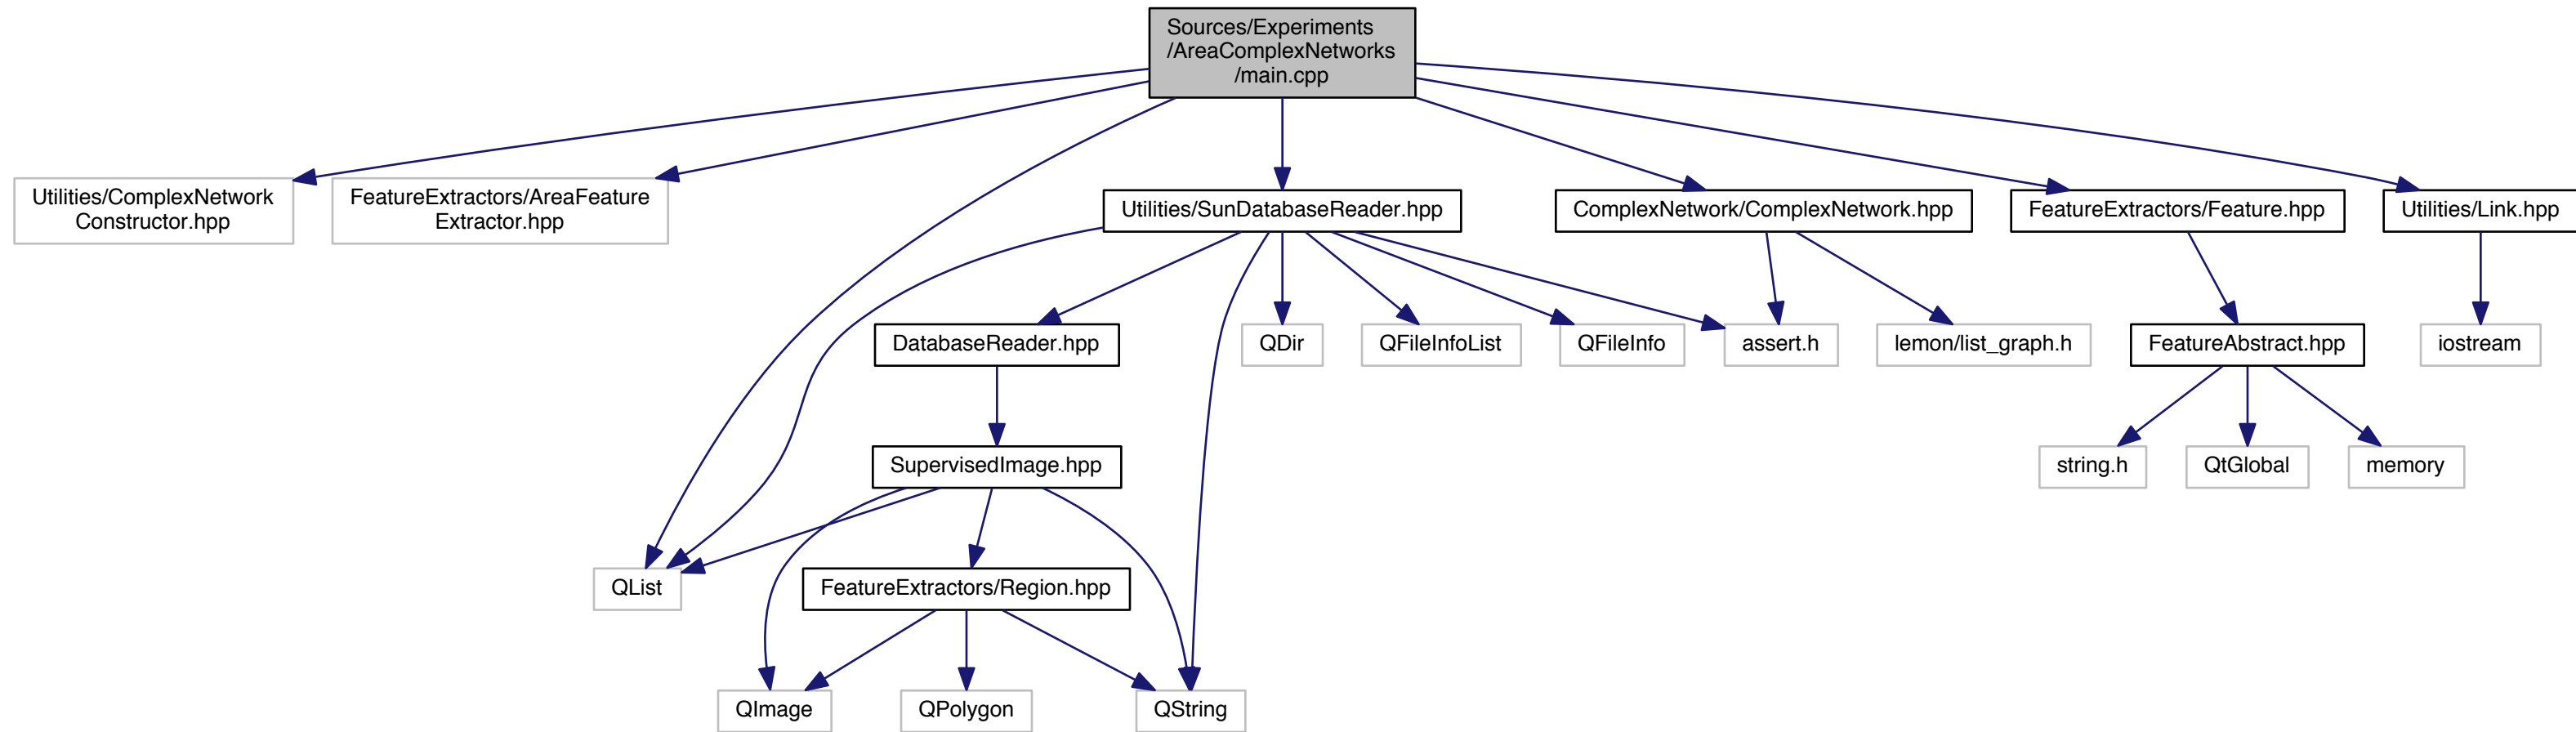 Sources/Experiments
/AreaComplexNetworks
/main.cpp
Utilities/ComplexNetwork
Constructor.hpp
FeatureExtractors/AreaFeature
Extractor.hpp
Utilities/SunDatabaseReader.hpp
ComplexNetwork/ComplexNetwork.hpp
FeatureExtractors/Feature.hpp
Utilities/Link.hpp
DatabaseReader.hpp
QDir
QFileInfoList
QFileInfo
assert.h
lemon/list_graph.h
FeatureAbstract.hpp
iostream
SupervisedImage.hpp
string.h
QtGlobal
memory
QList
FeatureExtractors/Region.hpp
QImage
QPolygon
QString